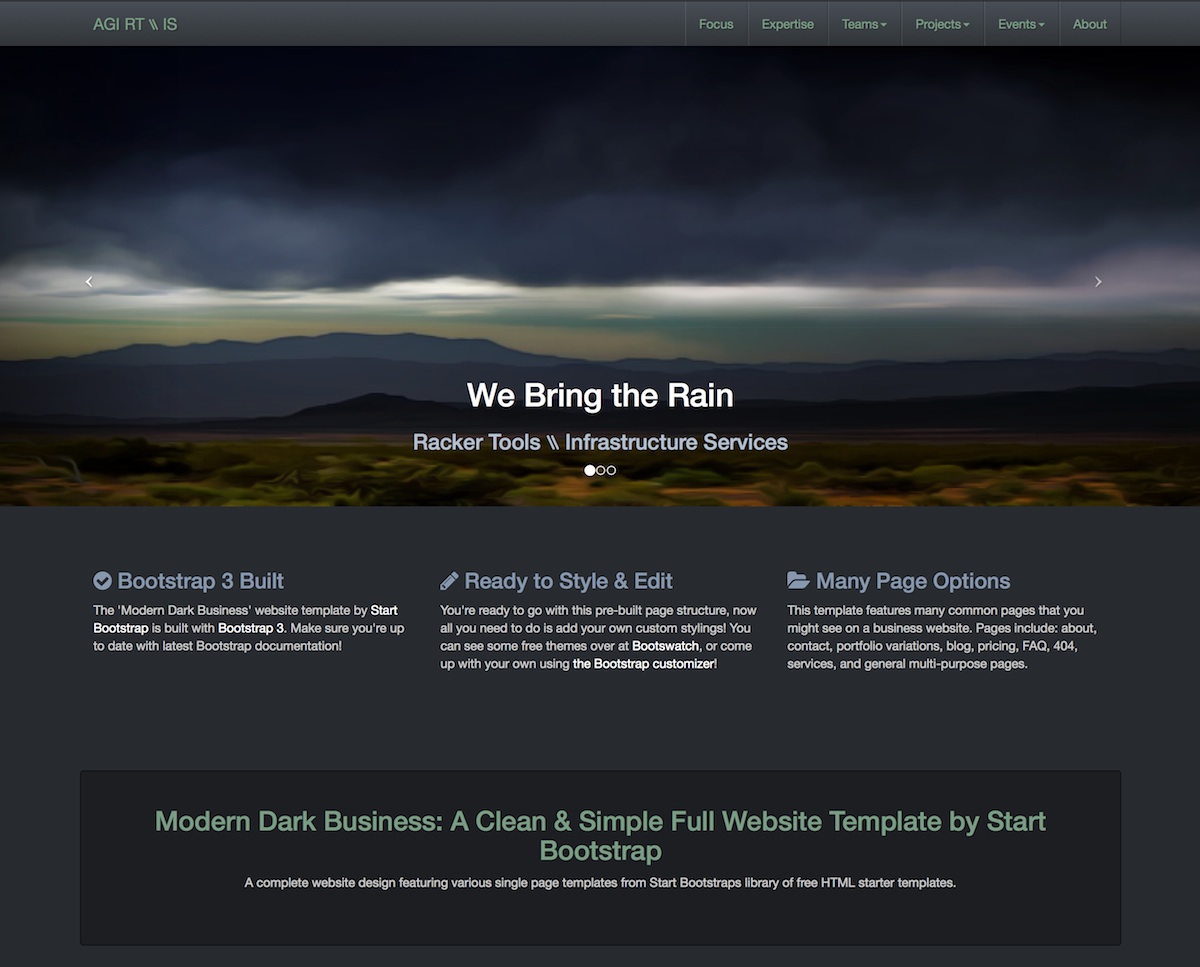 AGI RT \\ IS
Focus
Expertise
Teams
Projects
Events
About
We Bring the Rain
Racker Tools \\ Infrastructure Services
Bootstrap 3 Built
The 'Modern Dark Business' website template by Start
Bootstrap is built with Bootstrap 3. Make sure you're up
to date with latest Bootstrap documentation!
Ready to Style & Edit
You're ready to go with this pre-built page structure, now
all you need to do is add your own custom stylings! You
can see some free themes over at Bootswatch, or come
up with your own using the Bootstrap customizer!
Many Page Options
This template features many common pages that you
might see on a business website. Pages include: about,
contact, portfolio variations, blog, pricing, FAQ, 404,
services, and general multi-purpose pages.
Modern Dark Business: A Clean & Simple Full Website Template by Start
Bootstrap
A complete website design featuring various single page templates from Start Bootstraps library of free HTML starter templates.